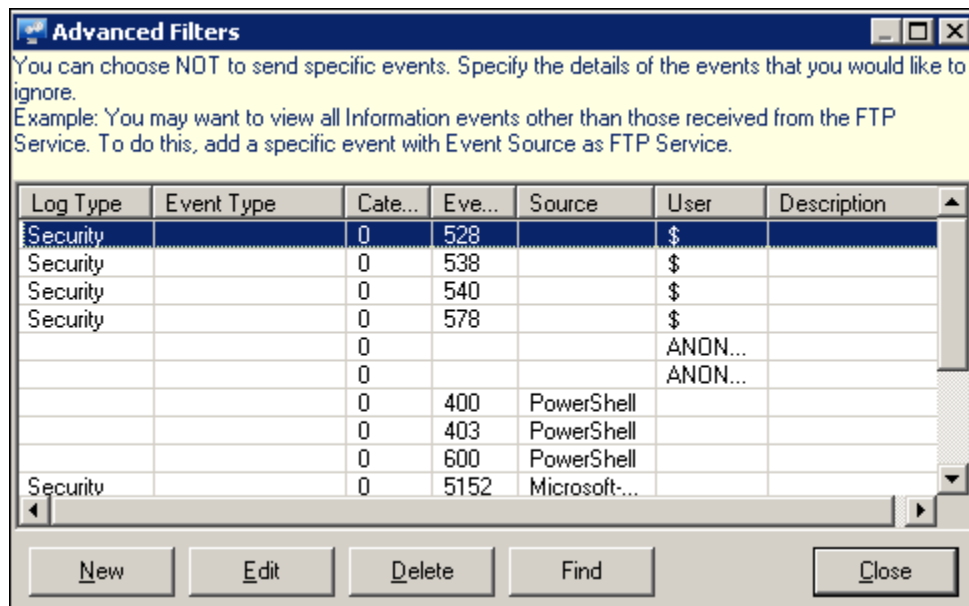 Advanced Filters
You can choose NOT to send specific events. Specify the details of the events that you would like to
ignore.
Example: You may want to view all Information events other than those received from the FTP
Service. To do this, add a specific event with Event Source as FTP Service.
Log Type Event Type Cate... Eve... Source User Description
Security 0 528 $
Security 0 538 $
Security 0 540 $
Security 0 578 $
0 ANON...
0 ANON...
0 400 PowerShell
0 403 PowerShell
0 600 PowerShell
Security 0 5152 Microsoft-...
New Edit Delete Find Close